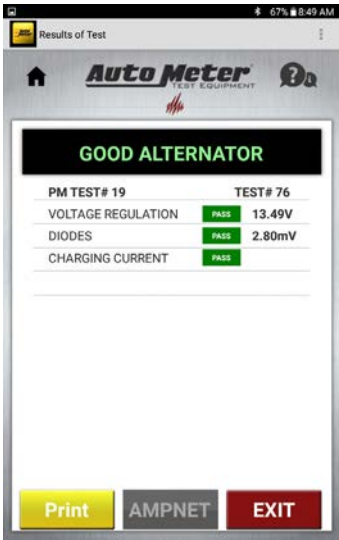 67% 8:49 AM
Results of Test
Auto Meter
TEST EQUIPMENT
GOOD ALTERNATOR
PM TEST# 19 TEST# 76
VOLTAGE REGULATION PASS 13.49V
DIODES PASS 2.80mV
CHARGING CURRENT PASS
Print AMPNET EXIT